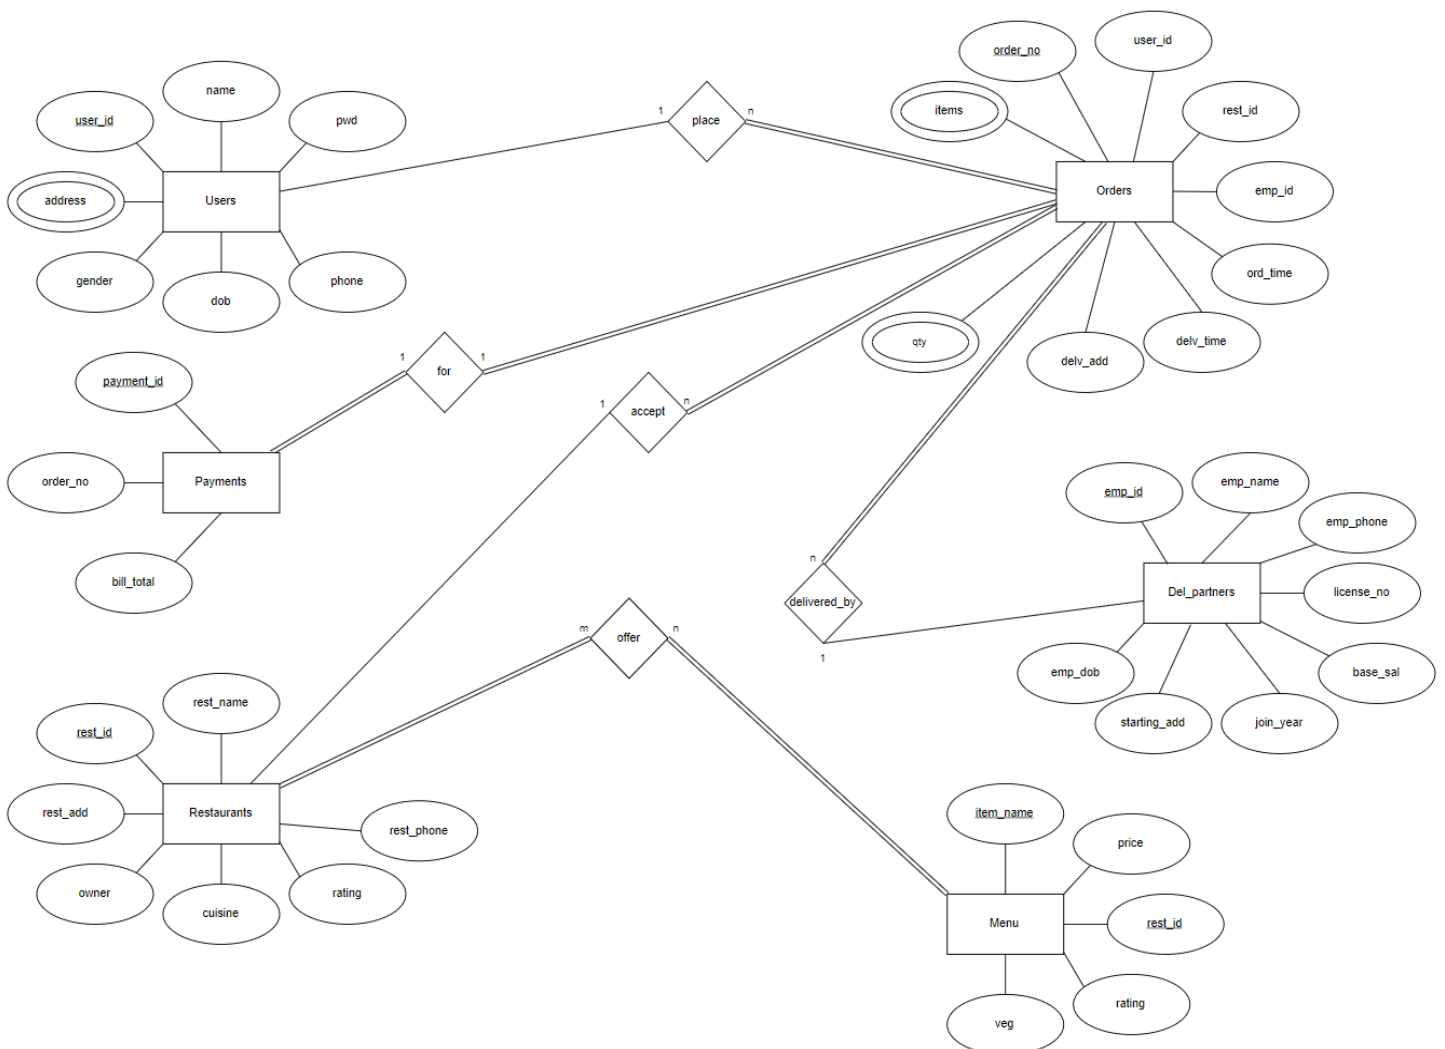 order_no
user_id
name
items
rest_id
user_id
pwd
1
place
n
address
Users
Orders
emp_id
gender
dob
phone
ord_time
qty
delv_add
delv_time
1
for
1
payment_id
1
accept
n
order_no
Payments
emp_id
emp_name
emp_phone
bill_total
n
delivered_by
1
Del_partners
license_no
m
offer
n
emp_dob
base_sal
starting_add
join_year
rest_name
rest_id
rest_add
Restaurants
rest_phone
owner
cuisine
rating
item_name
price
Menu
rest_id
veg
rating